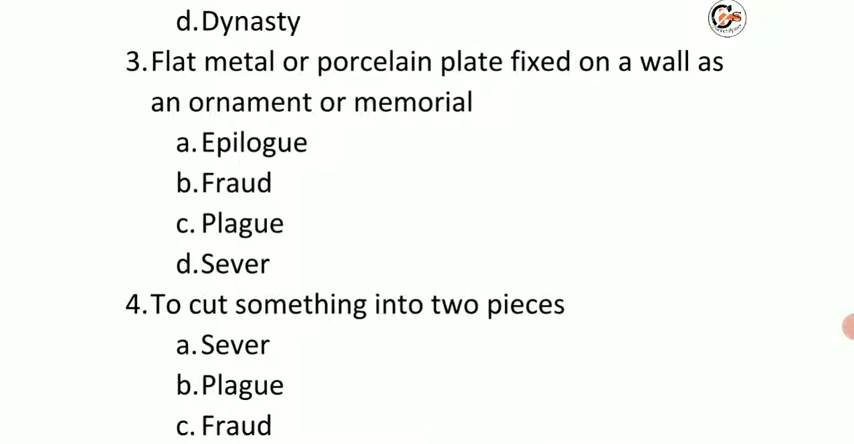 d.Dynasty
3.Flat metal or porcelain plate fixed on a wall as
an ornament or memorial
a.Epilogue
b.Fraud
c. Plague
d.Sever
4.To cut something into two pieces
a.Sever
b.Plague
c. Fraud